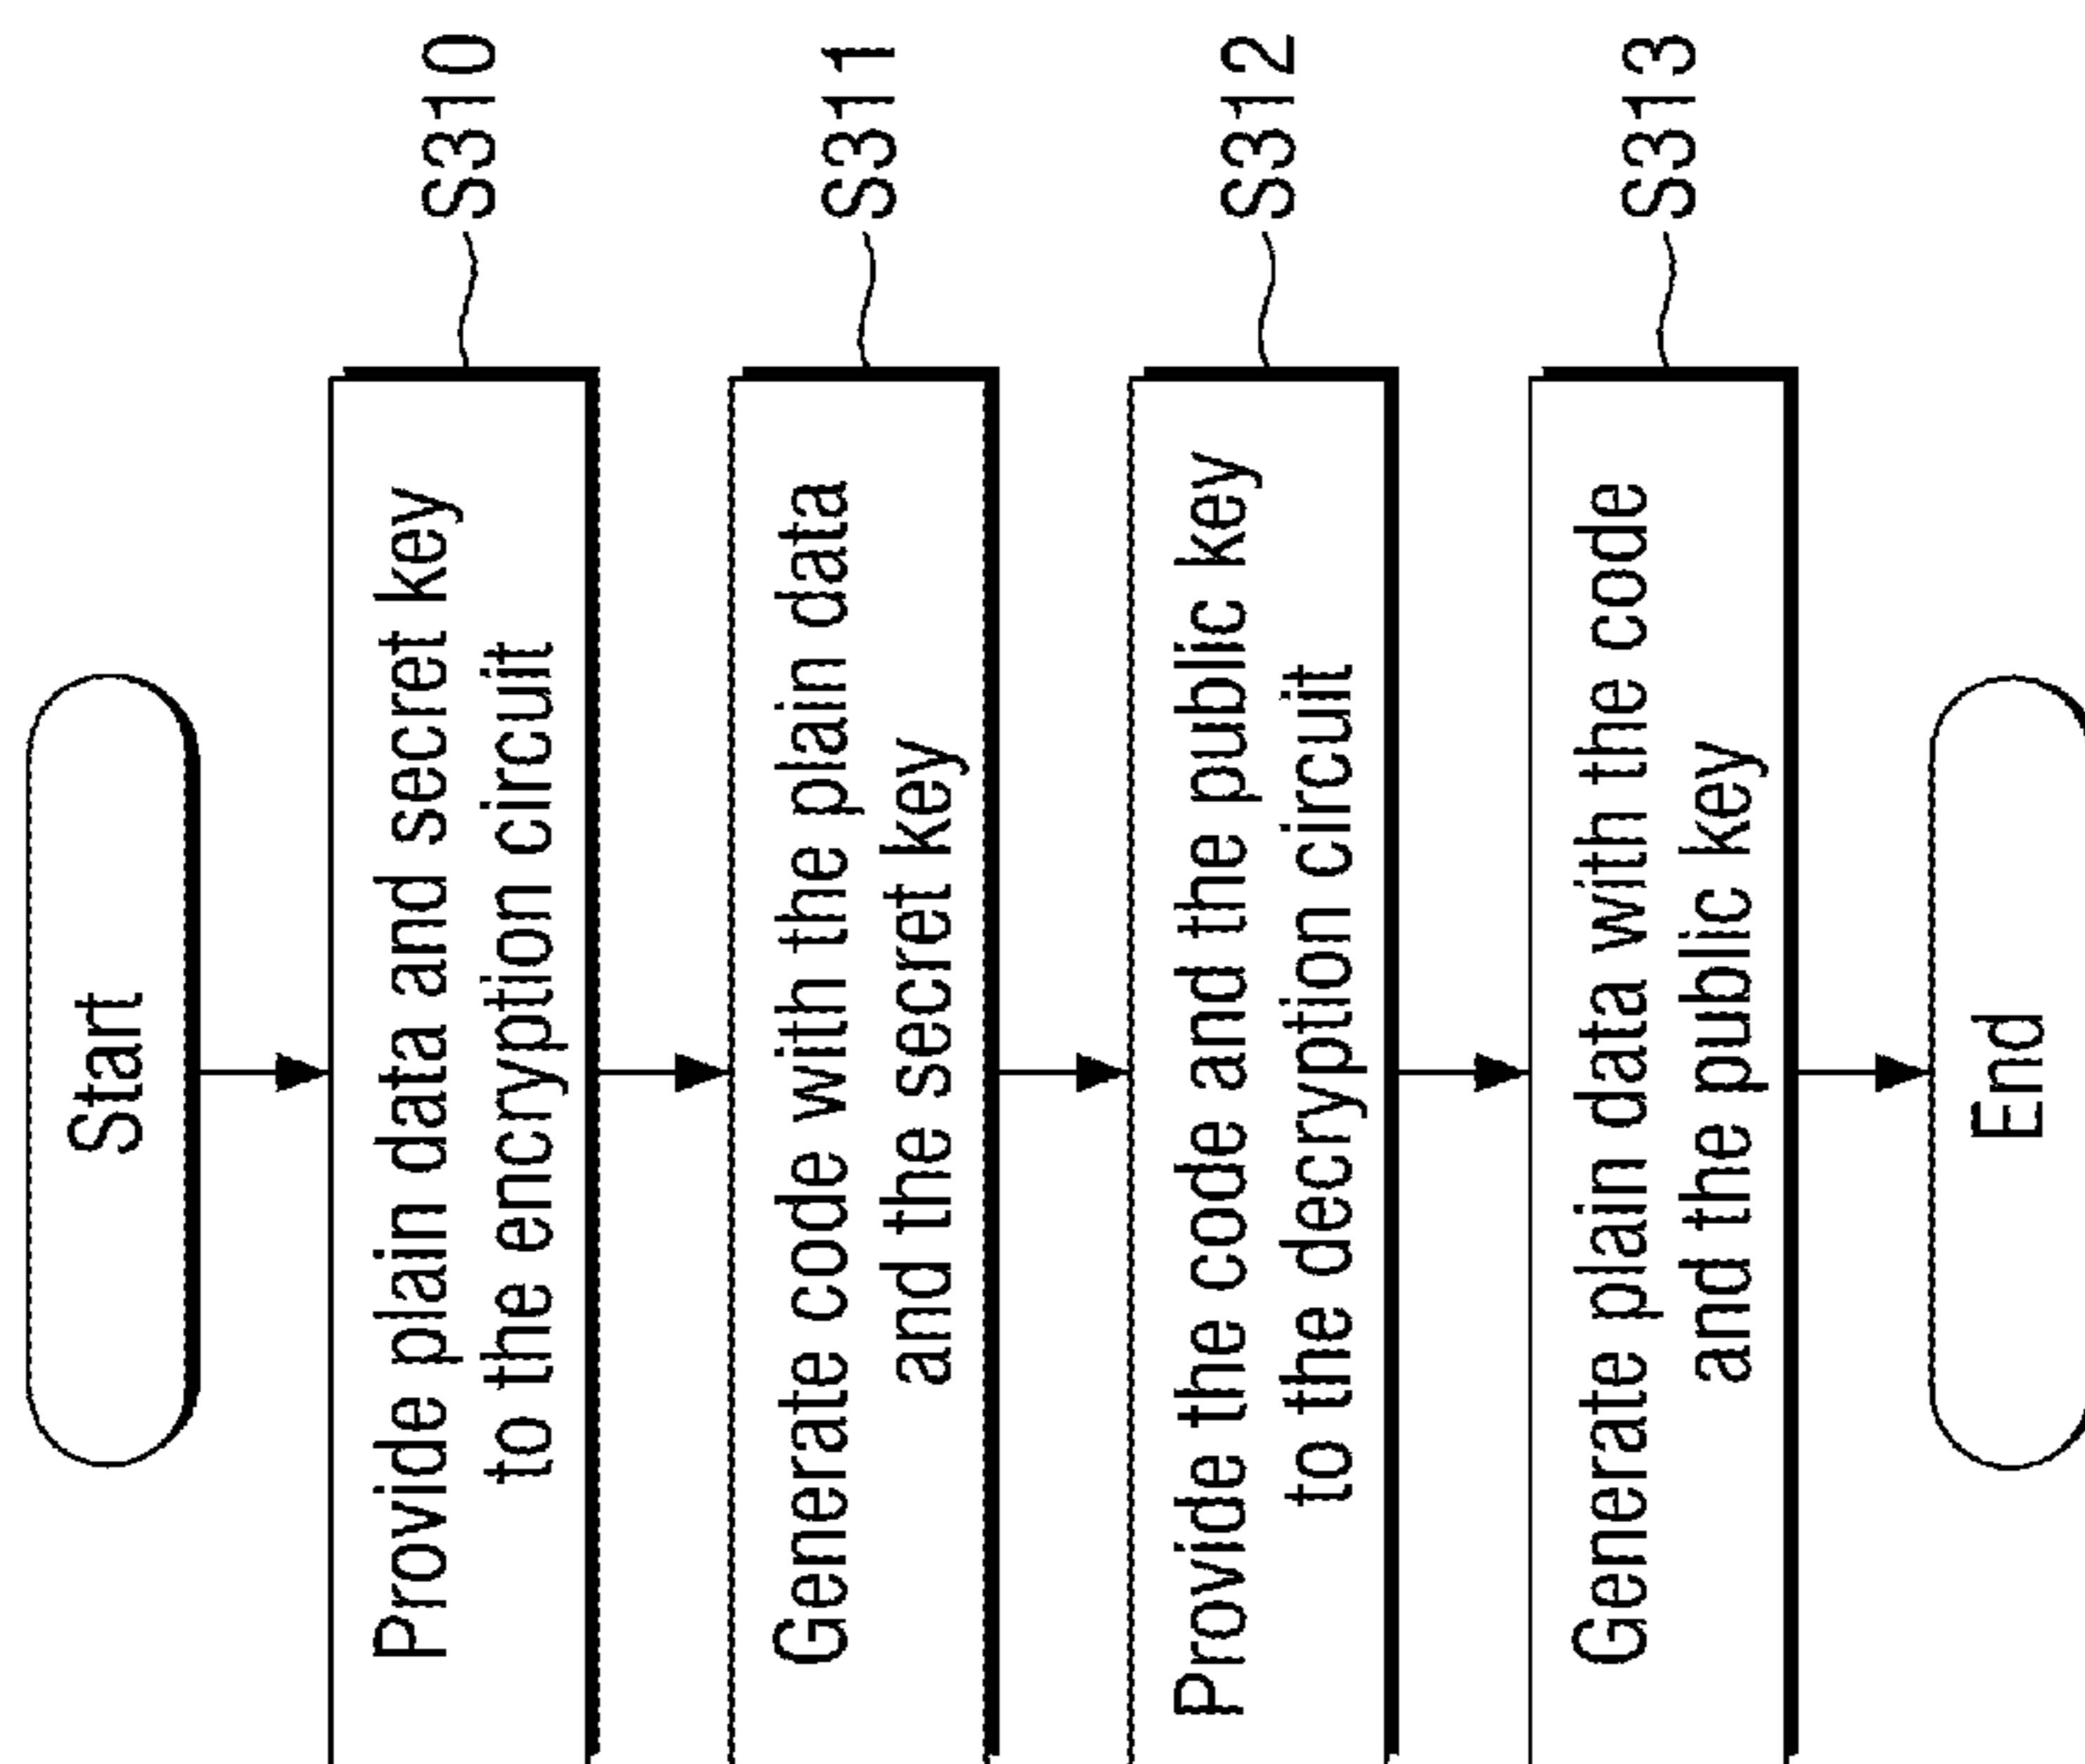 Start
Provide plain data and secret key
to the encryption circuit
S310
Generate code with the plain data
and the secret key
S311
Provide the code and the public key
to the decryption circuit
S312
Generate plain data with the code
and the public key
S313
End